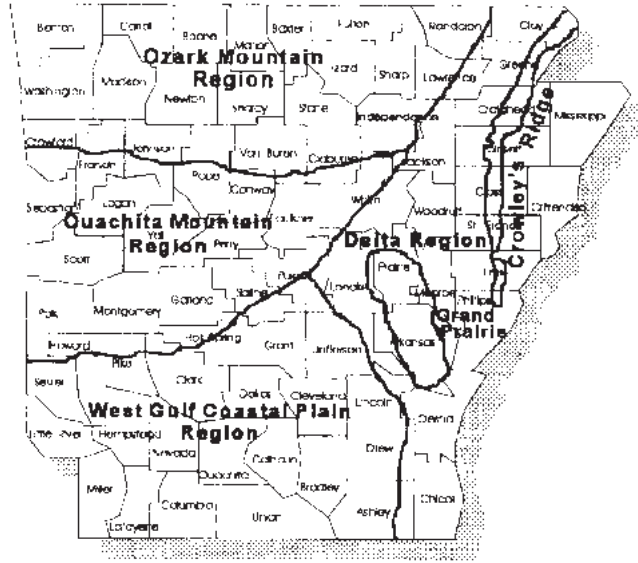 Benton Carroll Boone Baxter Fulton Randolph Clay
Marion
Ozark Mountain
Region
Izard Sharp Lawrence Greene
Washington Madison Newton Searcy Stone
Independence Craighead Mississippi
Crowley's Ridge
Crawford Johnson Van Buren Cleburne Jackson
Franklin Pope Conway White Cross Crittenden
Sebastian Logan Faulkner Woodruff
Ouachita Mountain
Region
Yell Perry
Delta Region
St. Francis
Scott Pulaski Lonoke Prairie Lee
Saline Monroe Phillips
Polk Montgomery Garland
Grand
Prairie
Howard Pike Hot Spring Grant Jefferson Arkansas
Sevier Clark Dallas Cleveland Lincoln Desha
West Gulf Coastal Plain
Region
Little River Hempstead Nevada Calhoun Drew
Ouachita
Miller Columbia Bradley Ashley Chicot
Lafayette Union